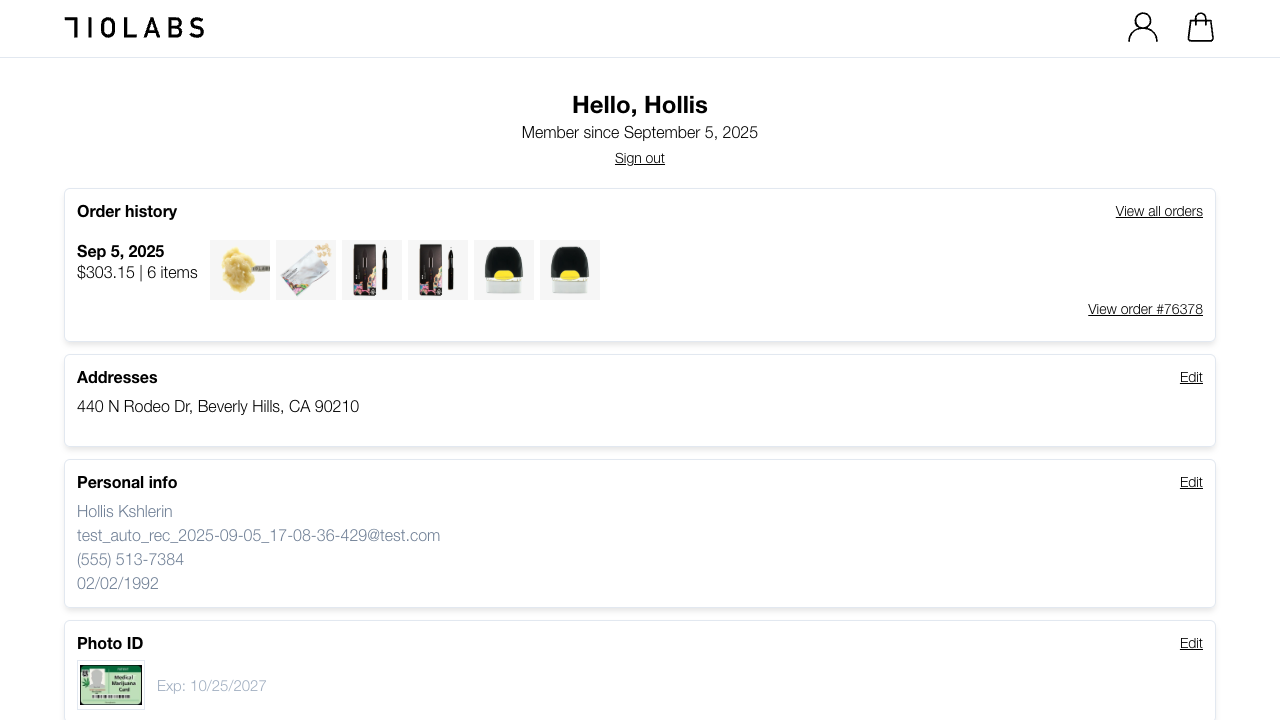 710LABS
Hello, Hollis
Member since September 5, 2025
Sign out
Order history
View all orders
Sep 5, 2025
$303.15 | 6 items
View order #76378
Addresses
Edit
440 N Rodeo Dr, Beverly Hills, CA 90210
Personal info
Edit
Hollis Kshlerin
test_auto_rec_2025-09-05_17-08-36-429@test.com
(555) 513-7384
02/02/1992
Photo ID
Edit
Medical
Marijuana
Card
Exp: 10/25/2027